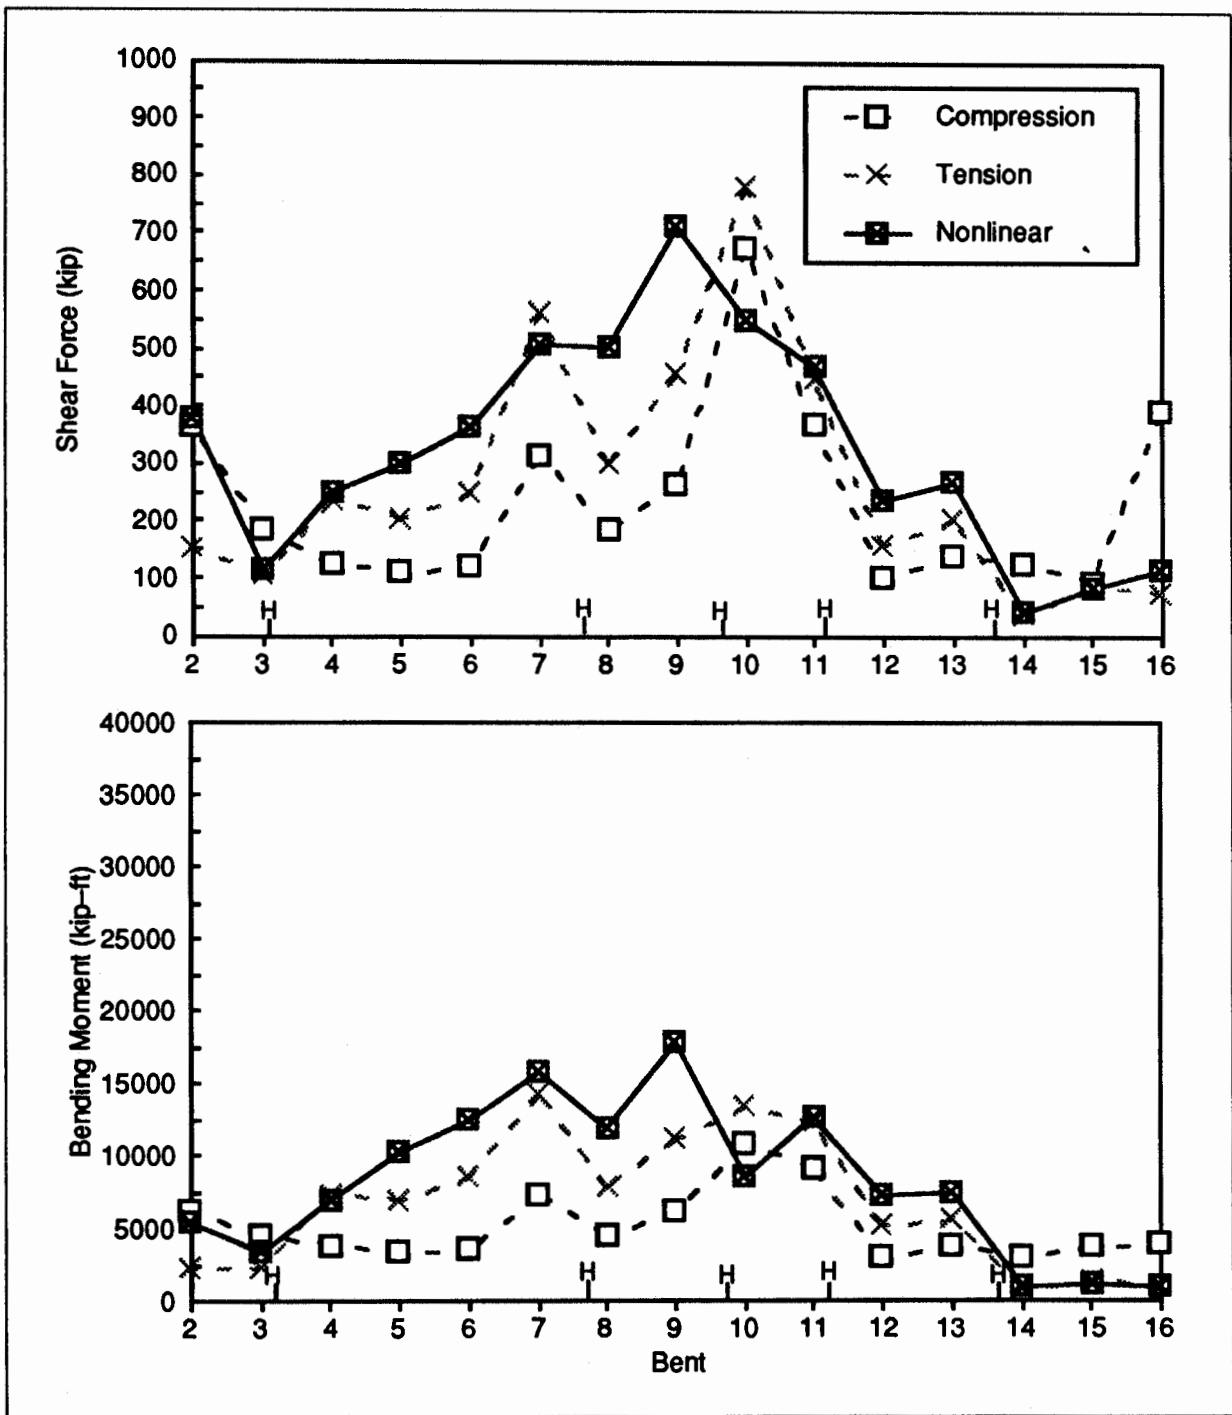 1000
900
800
700
600
500
400
300
200
100
0
Shear Force (kip)
Compression
Tension
Nonlinear
H H H H H
2 3 4 5 6 7 8 9 10 11 12 13 14 15 16
40000
35000
30000
25000
20000
15000
10000
5000
0
Bending Moment (kip–ft)
H H H H H
2 3 4 5 6 7 8 9 10 11 12 13 14 15 16
Bent